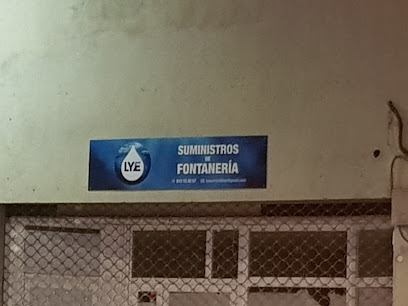 LYE
SUMINISTROS
DE
FONTANERÍA